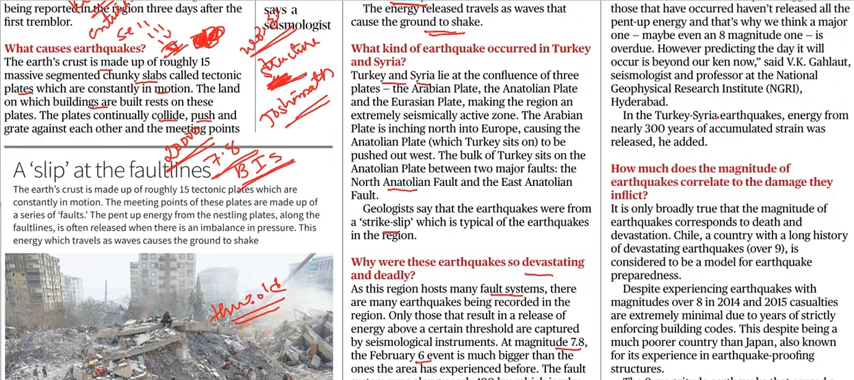 being reported in the region three days after the
first tremblor.
What causes earthquakes?
The earth's crust is made up of roughly 15
massive segmented chunky slabs called tectonic
plates which are constantly in motion. The land
on which buildings are built rests on these
plates. The plates continually collide, push and
grate against each other and the meeting points
says a
seismologist
structure
Joshimath
20000
7.8
BIS
A 'slip' at the faultlines
The earth's crust is made up of roughly 15 tectonic plates which are
constantly in motion. The meeting points of these plates are made up of
a series of 'faults.' The pent up energy from the nestling plates, along the
faultlines, is often released when there is an imbalance in pressure. This
energy which travels as waves causes the ground to shake
The energy released travels as waves that
cause the ground to shake.
What kind of earthquake occurred in Turkey
and Syria?
Turkey and Syria lie at the confluence of three
plates – the Arabian Plate, the Anatolian Plate
and the Eurasian Plate, making the region an
extremely seismically active zone. The Arabian
Plate is inching north into Europe, causing the
Anatolian Plate (which Turkey sits on) to be
pushed out west. The bulk of Turkey sits on the
Anatolian Plate between two major faults: the
North Anatolian Fault and the East Anatolian
Fault.
Geologists say that the earthquakes were from
a 'strike-slip' which is typical of the earthquakes
in the region.
Why were these earthquakes so devastating
and deadly?
As this region hosts many fault systems, there
are many earthquakes being recorded in the
region. Only those that result in a release of
energy above a certain threshold are captured
by seismological instruments. At magnitude 7.8,
the February 6 event is much bigger than the
ones the area has experienced before. The fault
those that have occurred haven't released all the
pent-up energy and that's why we think a major
one – maybe even an 8 magnitude one – is
overdue. However predicting the day it will
occur is beyond our ken now," said V.K. Gahlaut,
seismologist and professor at the National
Geophysical Research Institute (NGRI),
Hyderabad.
In the Turkey-Syria earthquakes, energy from
nearly 300 years of accumulated strain was
released, he added.
How much does the magnitude of
earthquakes correlate to the damage they
inflict?
It is only broadly true that the magnitude of
earthquakes corresponds to death and
devastation. Chile, a country with a long history
of devastating earthquakes (over 9), is
considered to be a model for earthquake
preparedness.
Despite experiencing earthquakes with
magnitudes over 8 in 2014 and 2015 casualties
are extremely minimal due to years of strictly
enforcing building codes. This despite being a
much poorer country than Japan, also known
for its experience in earthquake-proofing
structures.